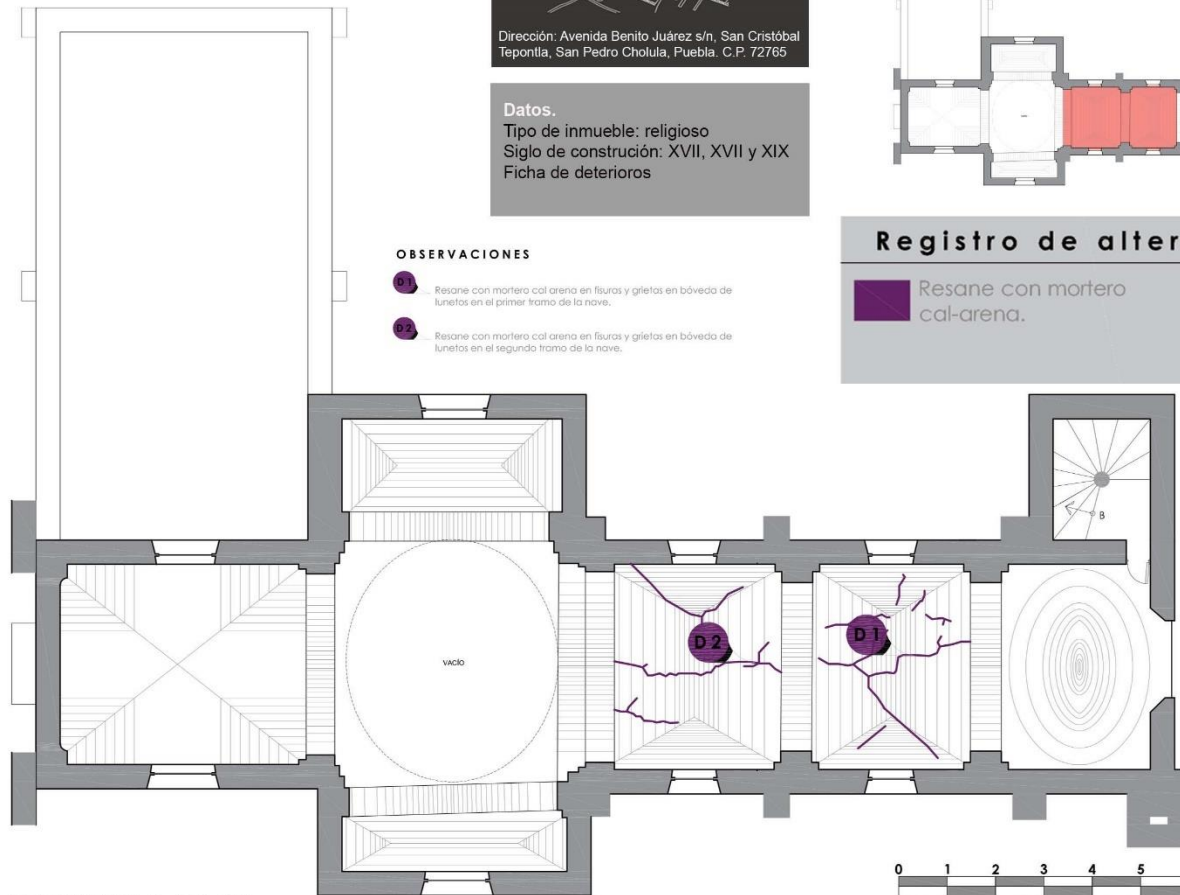 Dirección: Avenida Benito Juárez s/n, San Cristóbal
Tepontla, San Pedro Cholula, Puebla. C.P. 72765
Datos.
Tipo de inmueble: religioso
Siglo de construción: XVII, XVII y XIX
Ficha de deterioros
OBSERVACIONES
D 1
Resane con mortero cal arena en fisuras y grietas en bóveda de
lunetos en el primer tramo de la nave.
D 2
Resane con mortero cal arena en fisuras y grietas en bóveda de
lunetos en el segundo tramo de la nave.
Registro de alter
Resane con mortero
cal-arena.
B
D 2
D 1
VACÍO
0 1 2 3 4 5